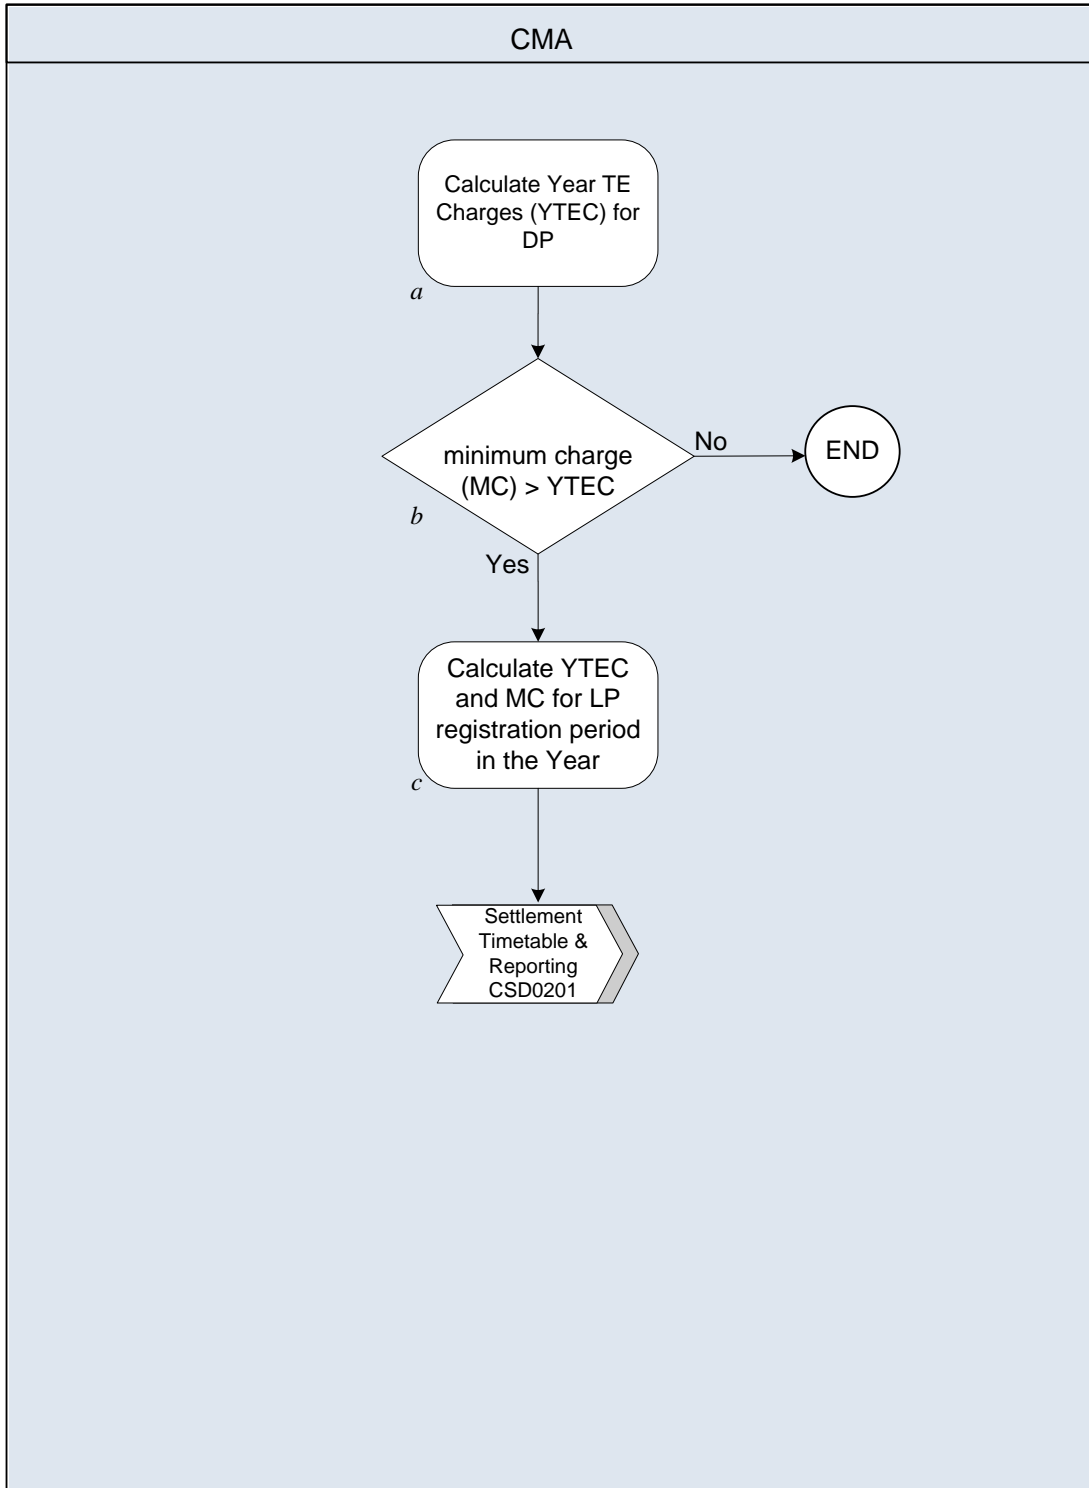 CMA
Calculate Year TE
Charges (YTEC) for
DP
a
minimum charge
(MC) > YTEC
b
No
END
Yes
Calculate YTEC
and MC for LP
registration period
in the Year
c
Settlement
Timetable &
Reporting
CSD0201